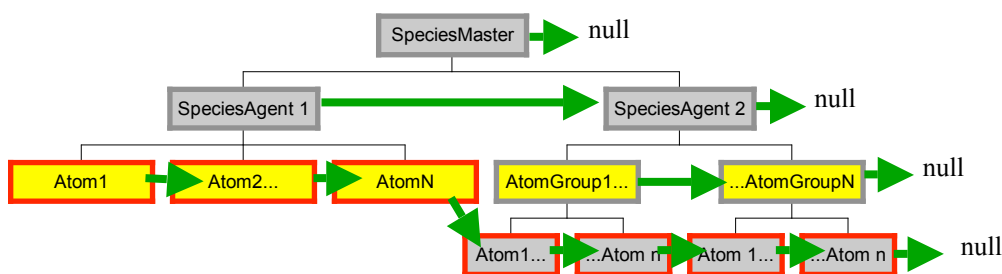 SpeciesMaster
null
SpeciesAgent 1
SpeciesAgent 2
null
Atom1
Atom2...
AtomN
AtomGroup1...
...AtomGroupN
null
Atom1...
...Atom n
Atom 1...
...Atom n
null